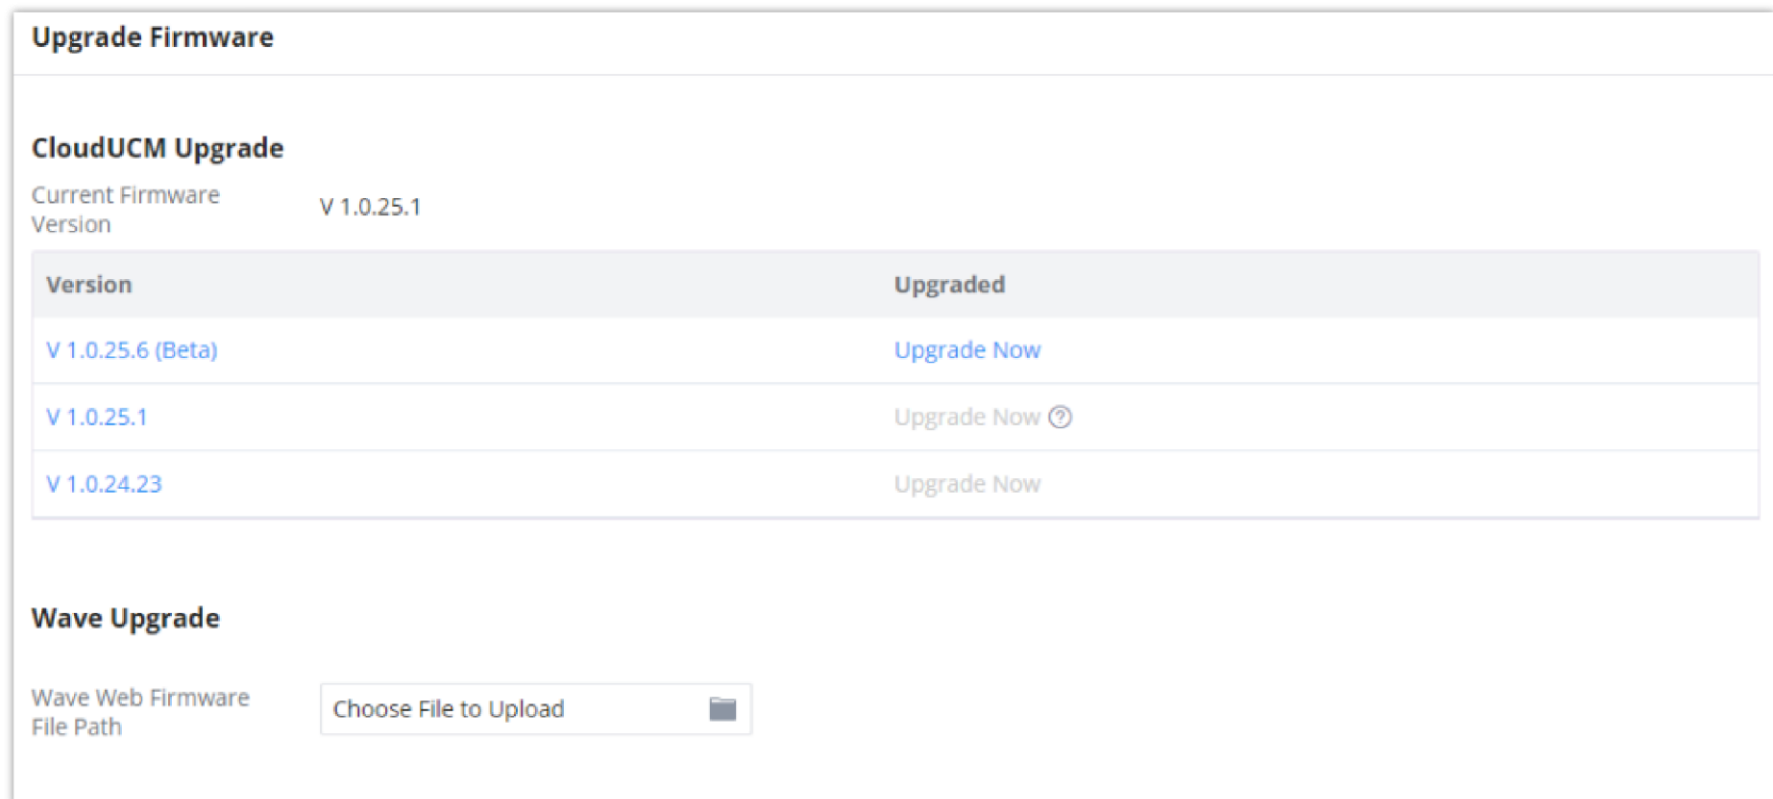 Upgrade Firmware
CloudUCM Upgrade
Current Firmware
Version
V 1.0.25.1
Version Upgraded
V 1.0.25.6 (Beta) Upgrade Now
V 1.0.25.1 Upgrade Now ?
V 1.0.24.23 Upgrade Now
Wave Upgrade
Wave Web Firmware
File Path
Choose File to Upload